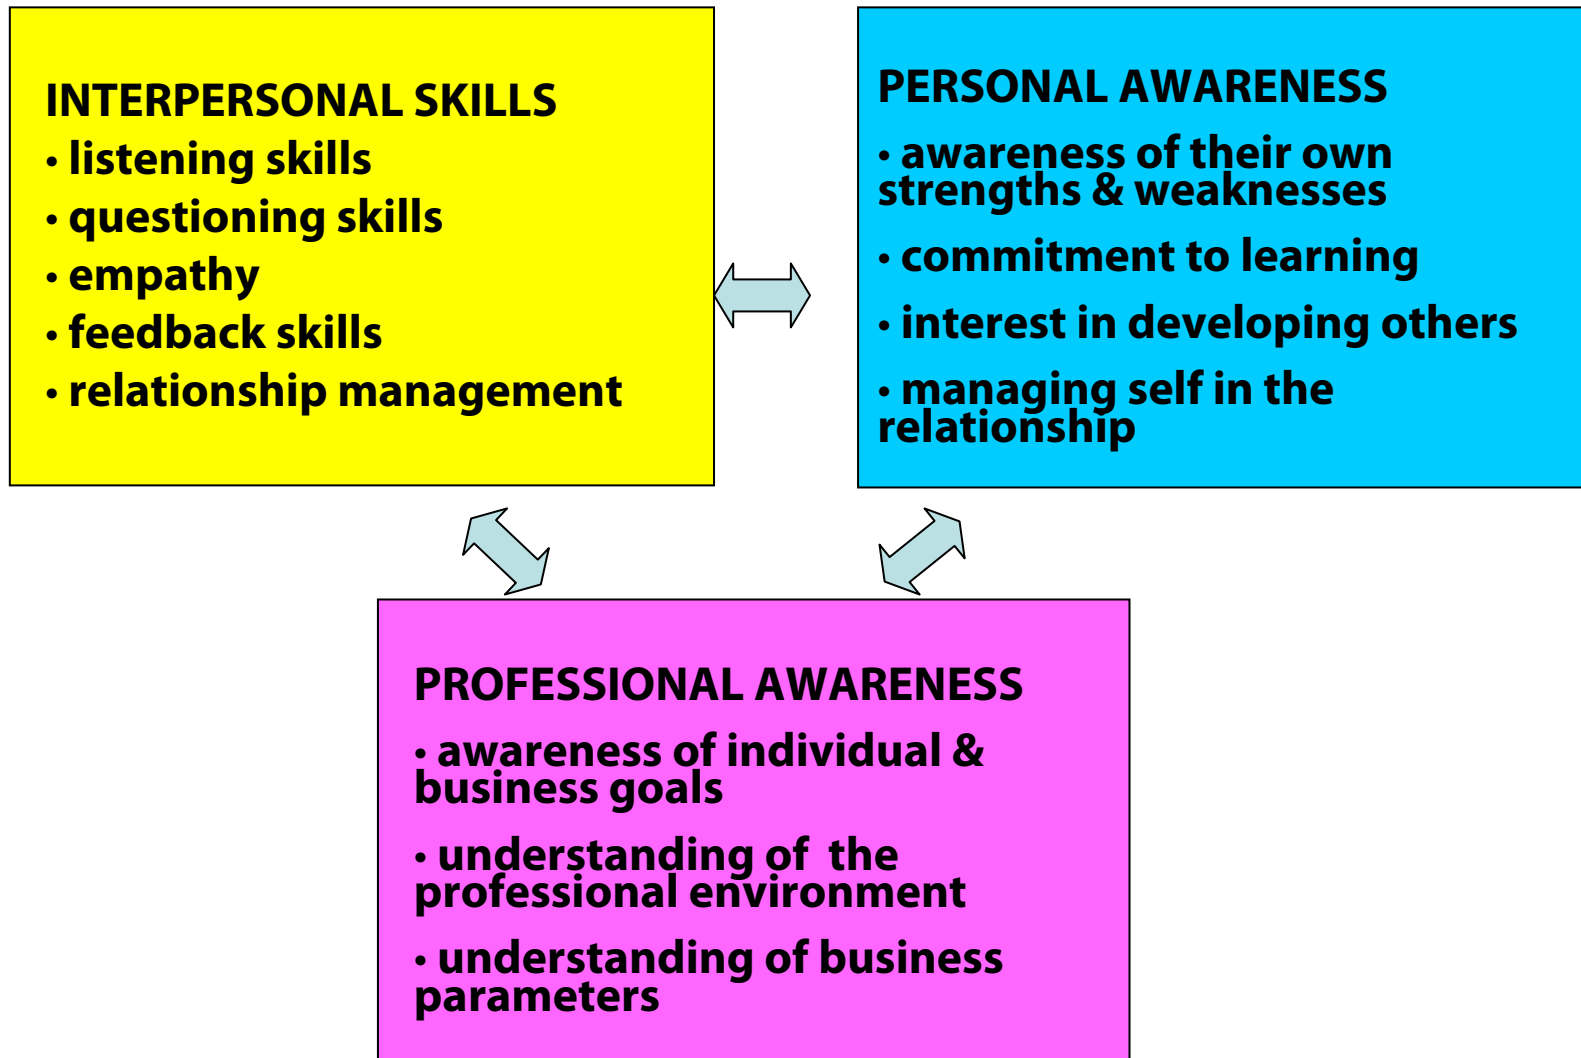 INTERPERSONAL SKILLS
• listening skills
• questioning skills
• empathy
• feedback skills
• relationship management
PERSONAL AWARENESS
• awareness of their own
strengths & weaknesses
• commitment to learning
• interest in developing others
• managing self in the
relationship
PROFESSIONAL AWARENESS
• awareness of individual &
business goals
• understanding of  the
professional environment
• understanding of business
parameters